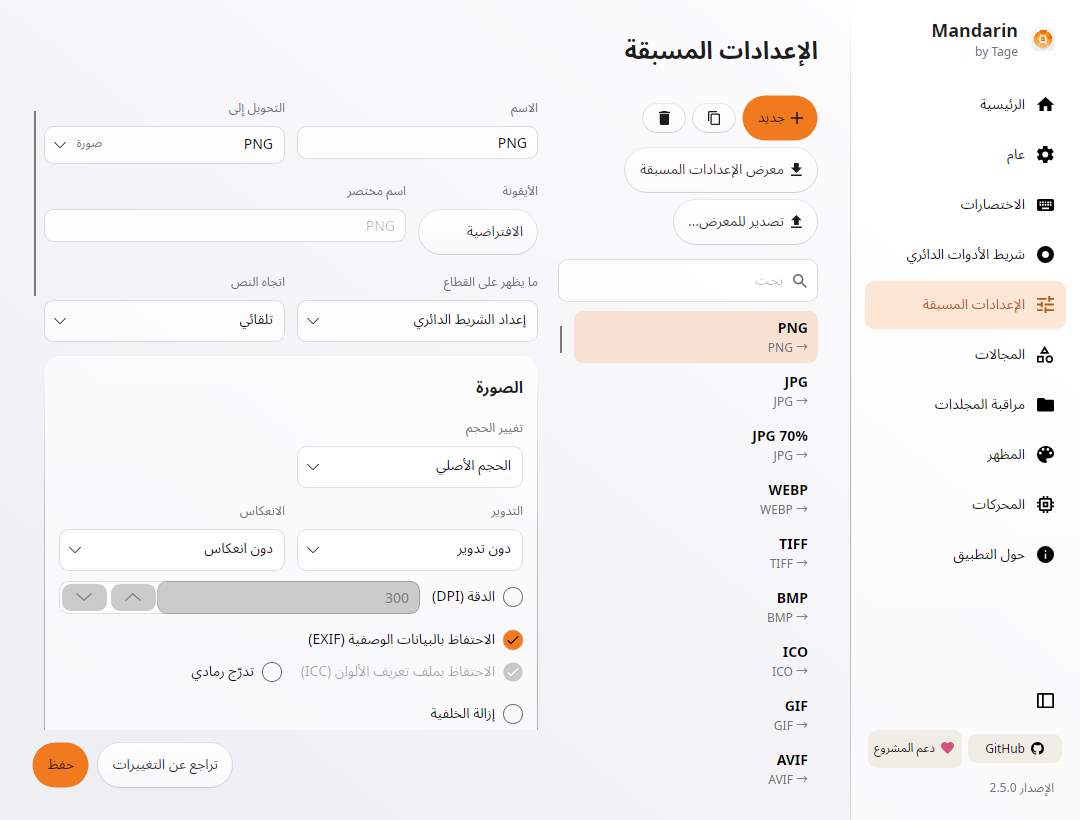 Mandarin
by Tage
الرئيسية
عام
الاختصارات
شريط الأدوات الدائري
الإعدادات المسبقة
المجالات
مراقبة المجلدات
المظهر
المحركات
حول التطبيق
GitHub
دعم المشروع
الإصدار 2.5.0
الإعدادات المسبقة
جديد
معرض الإعدادات المسبقة
تصدير للمعرض...
بحث
PNG
→ PNG
JPG
→ JPG
JPG 70%
→ JPG
WEBP
→ WEBP
TIFF
→ TIFF
BMP
→ BMP
ICO
→ ICO
GIF
→ GIF
AVIF
→ AVIF
الاسم
التحويل إلى
PNG
PNG
صورة
الأيقونة
اسم مختصر
الافتراضية
PNG
ما يظهر على القطاع
اتجاه النص
إعداد الشريط الدائري
تلقائي
الصورة
تغيير الحجم
الحجم الأصلي
التدوير
الانعكاس
دون تدوير
دون انعكاس
الدقة (DPI)
300
الاحتفاظ بالبيانات الوصفية (EXIF)
الاحتفاظ بملف تعريف الألوان (ICC)
تدرّج رمادي
إزالة الخلفية
تراجع عن التغييرات
حفظ